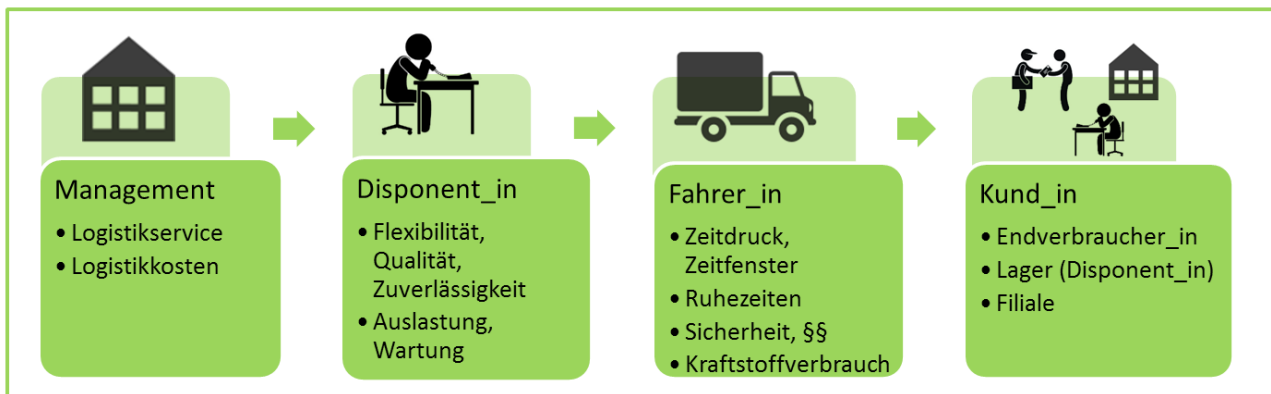 Management
• Logistikservice
• Logistikkosten
Disponent_in
• Flexibilität,
Qualität,
Zuverlässigkeit
• Auslastung,
Wartung
Fahrer_in
• Zeitdruck,
Zeitfenster
• Ruhezeiten
• Sicherheit, §§
• Kraftstoffverbrauch
Kund_in
• Endverbraucher_in
• Lager (Disponent_in)
• Filiale